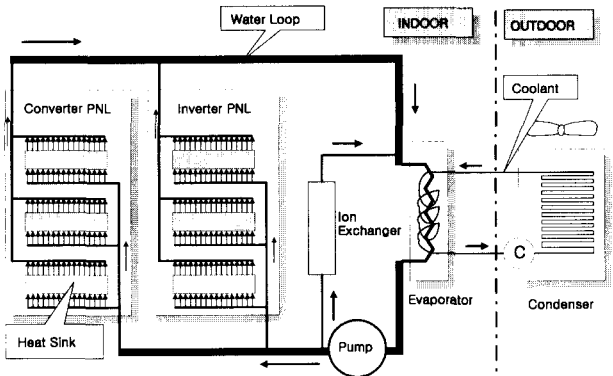 Water Loop
INDOOR
OUTDOOR
Converter PNL
Inverter PNL
Coolant
Ion
Exchanger
C
Evaporator
Condenser
Heat Sink
Pump